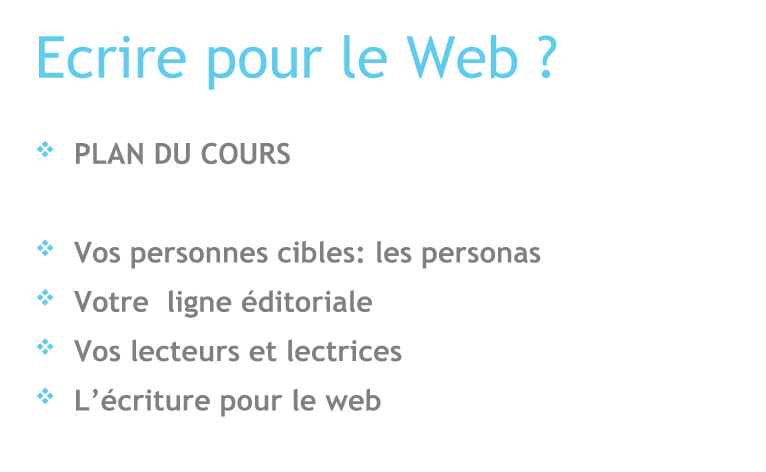 Ecrire pour le Web ?
PLAN DU COURS
Vos personnes cibles: les personas
Votre  ligne éditoriale
Vos lecteurs et lectrices
L’écriture pour le web